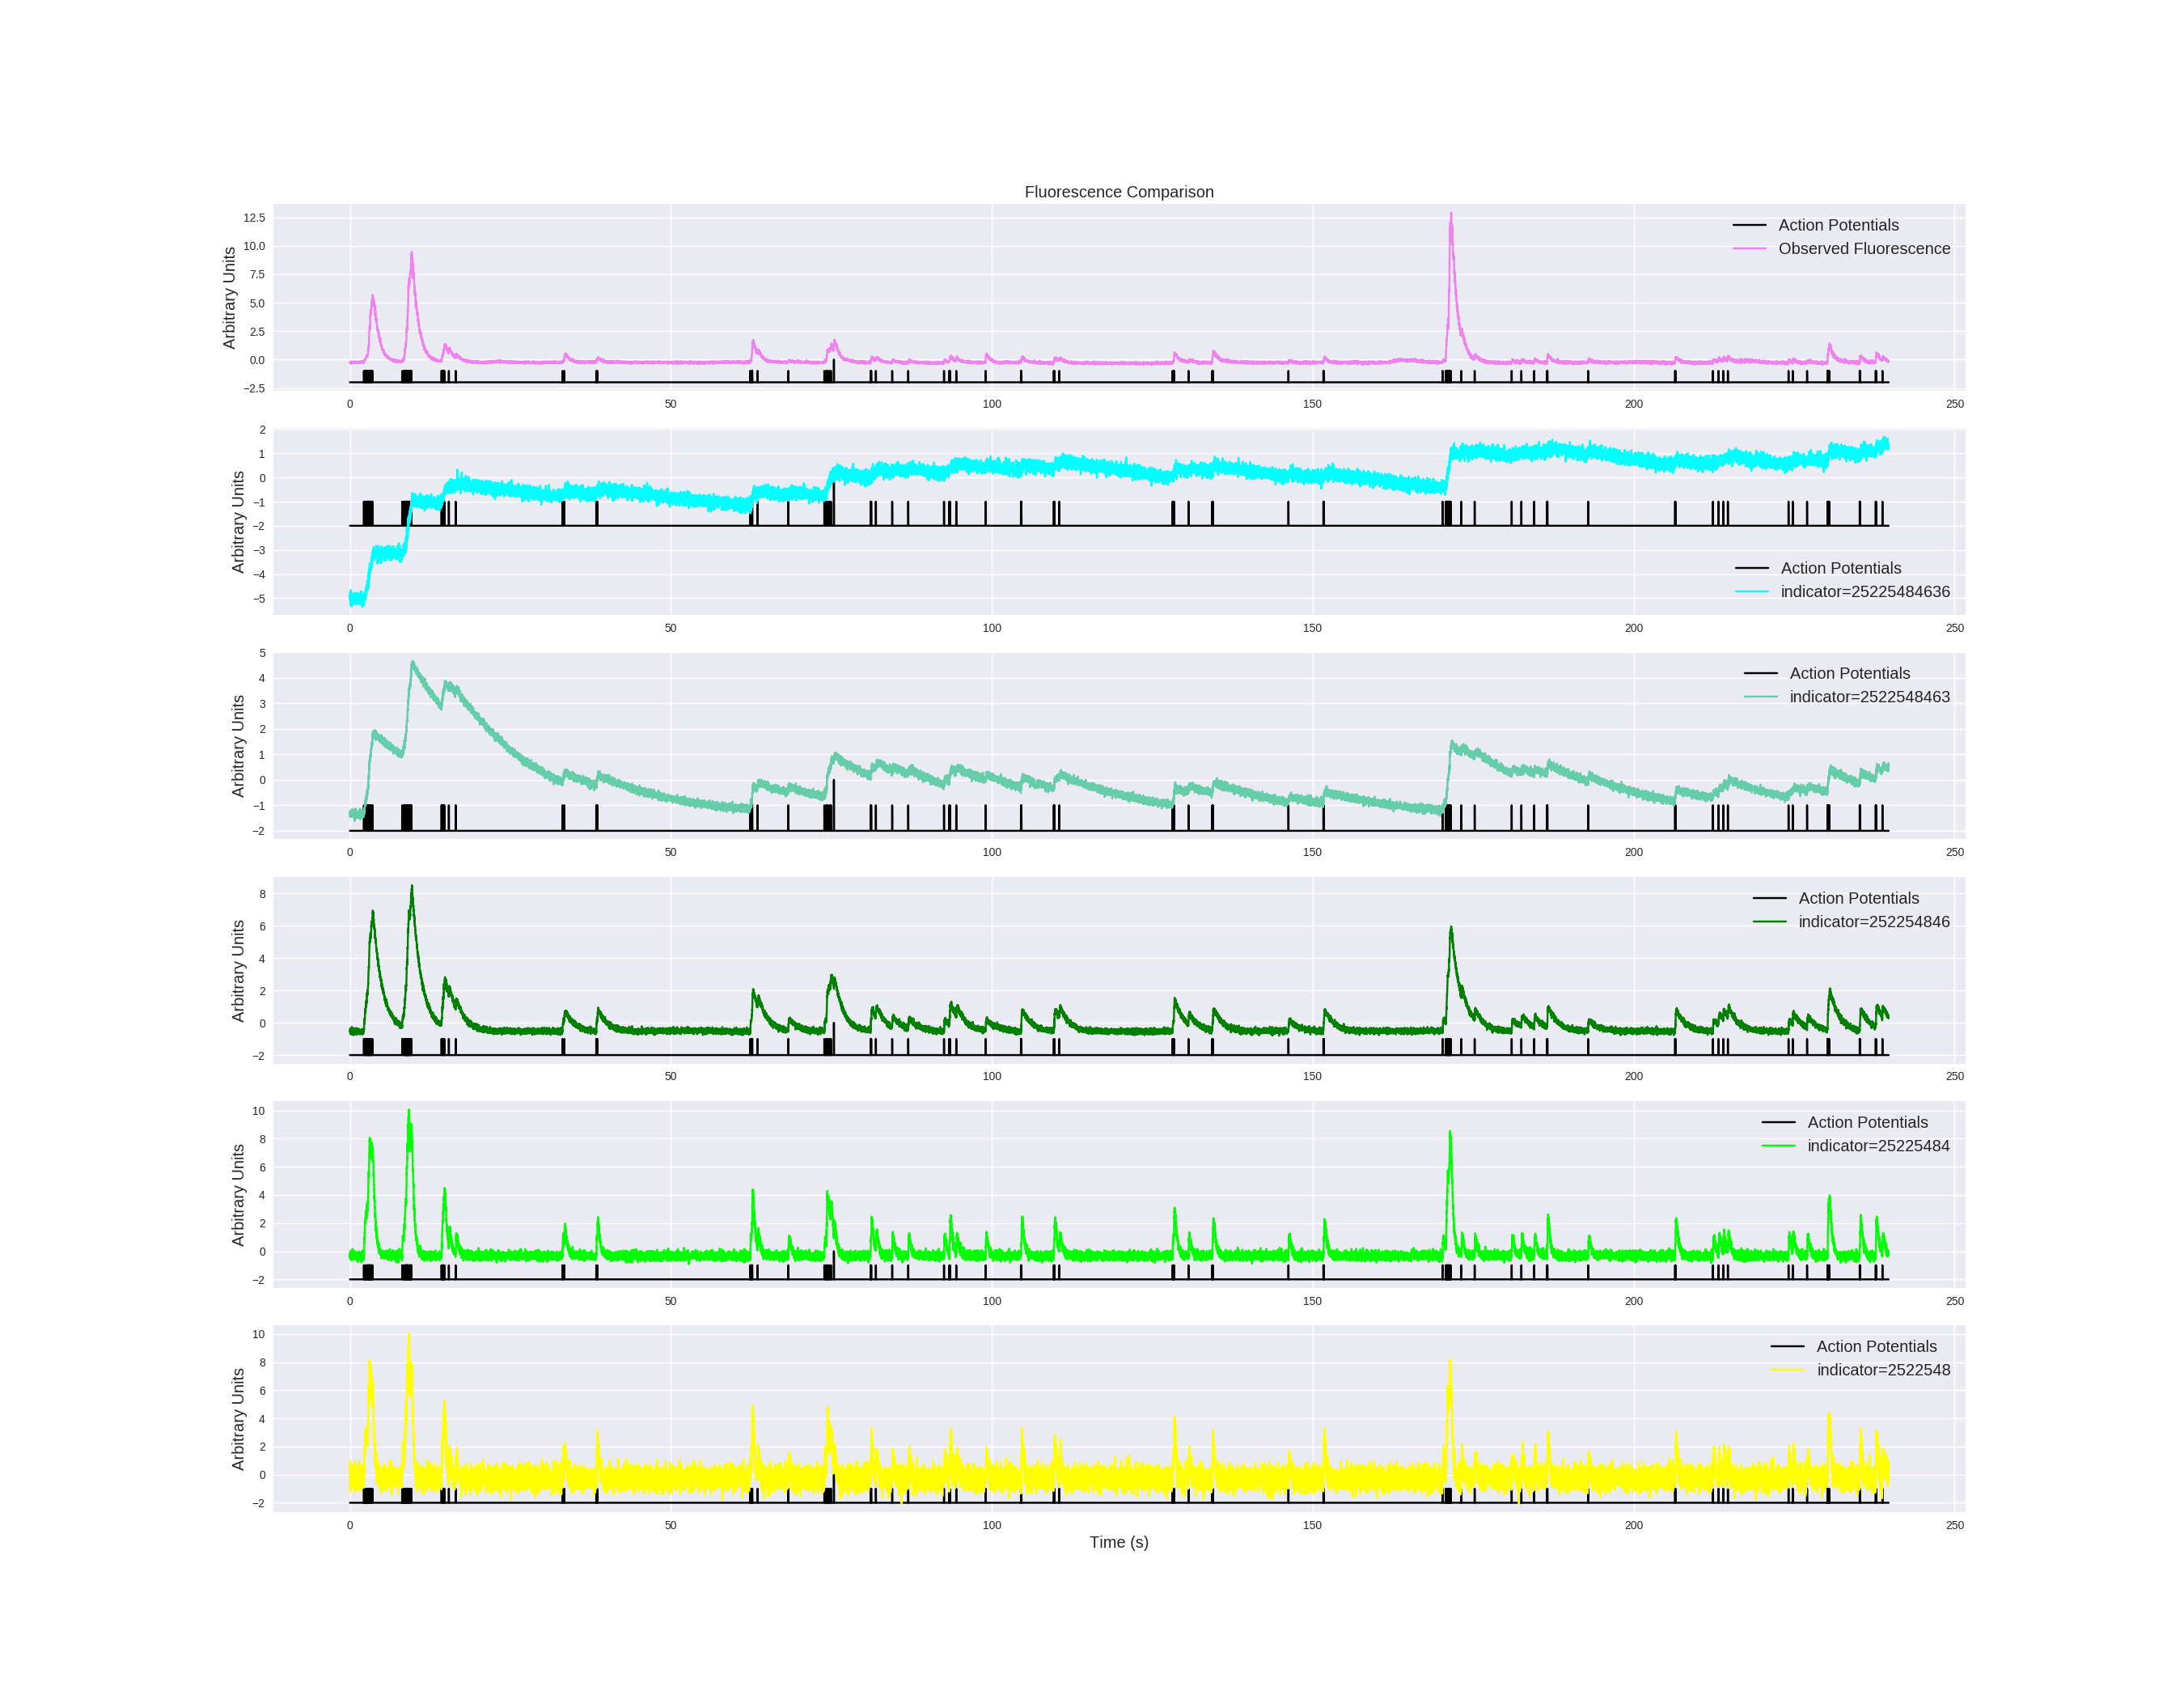 Fluorescence Comparison
Arbitrary Units
12.5
10.0
7.5
5.0
2.5
0.0
−2.5
Action Potentials
Observed Fluorescence
0 50 100 150 200 250
Arbitrary Units
2
1
0
−1
−2
−3
−4
−5
Action Potentials
indicator=25225484636
0 50 100 150 200 250
Arbitrary Units
5
4
3
2
1
0
−1
−2
Action Potentials
indicator=2522548463
0 50 100 150 200 250
Arbitrary Units
8
6
4
2
0
−2
Action Potentials
indicator=252254846
0 50 100 150 200 250
Arbitrary Units
10
8
6
4
2
0
−2
Action Potentials
indicator=25225484
0 50 100 150 200 250
Arbitrary Units
10
8
6
4
2
0
−2
Action Potentials
indicator=2522548
0 50 100 150 200 250
Time (s)